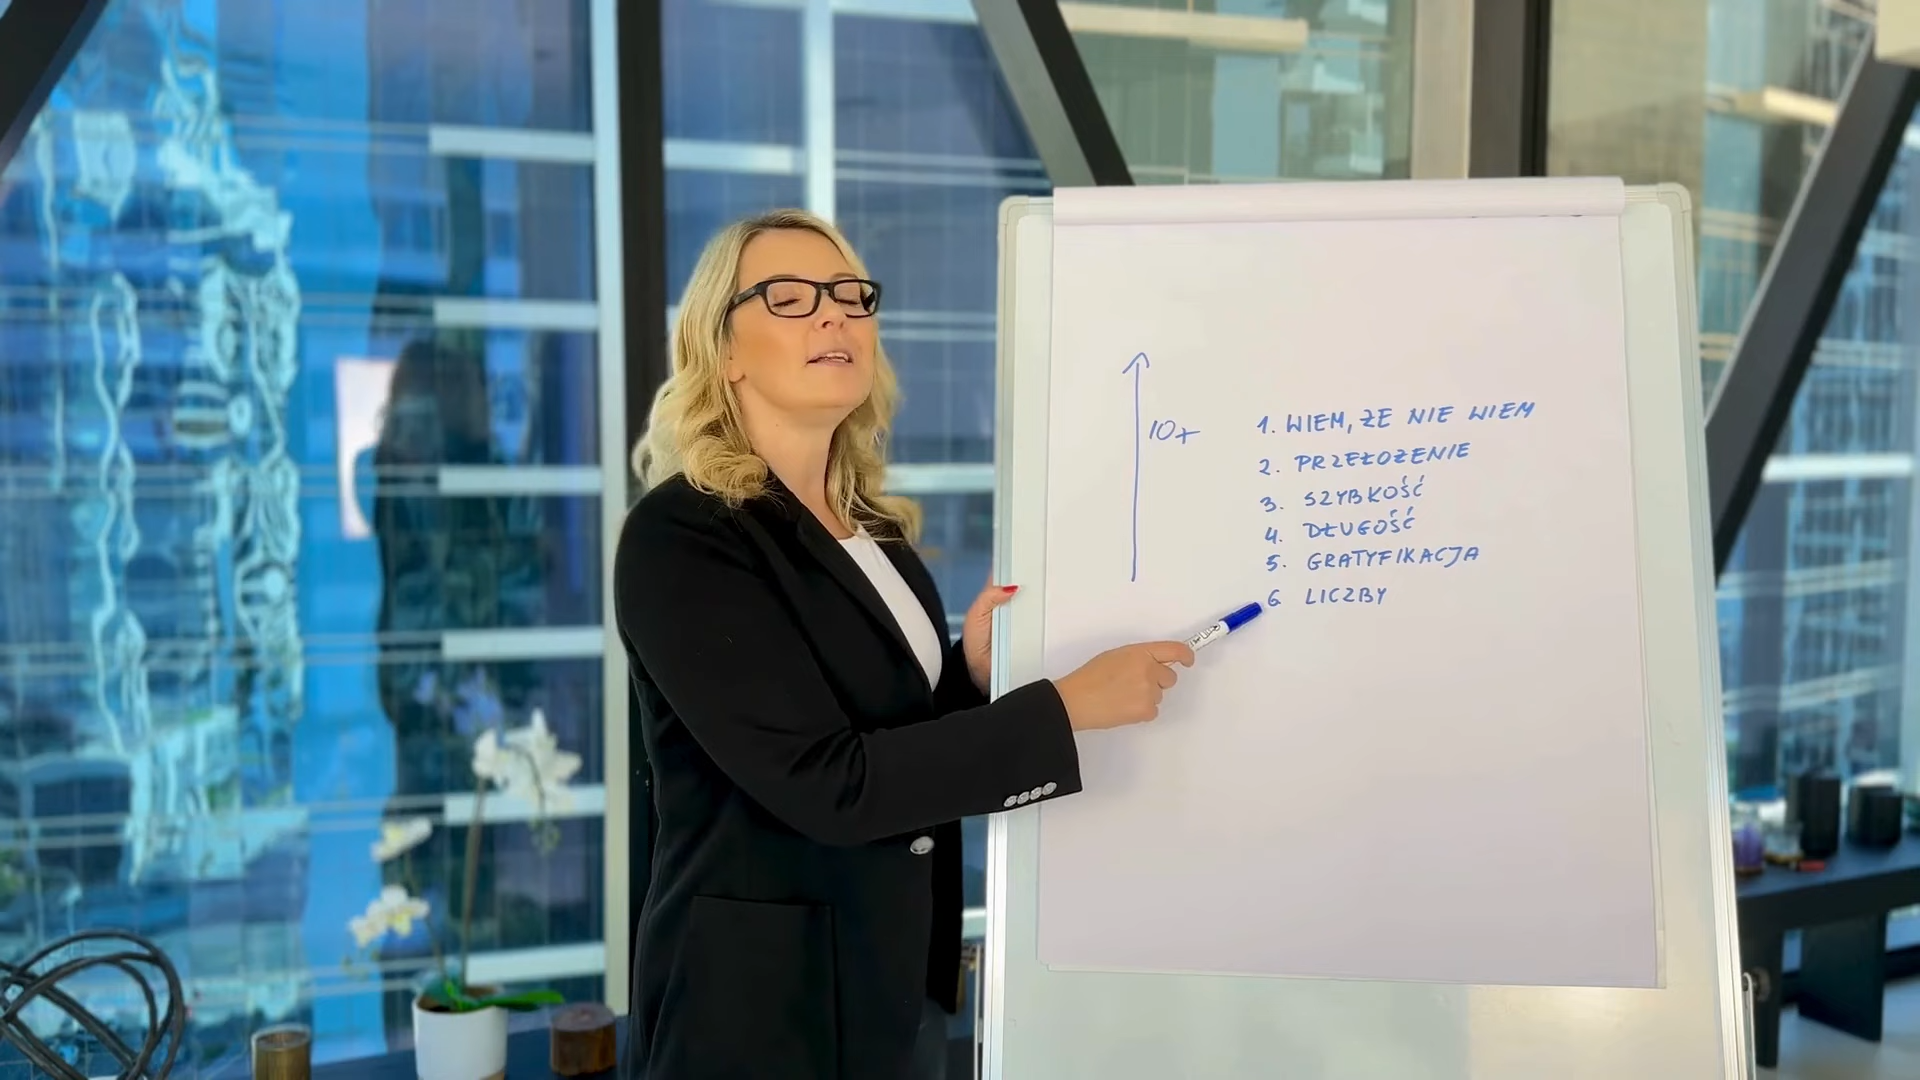 10+
1. WIEM, ŻE NIE WIEM
2. PRZEŁOŻENIE
3. SZYBKOŚĆ
4. DŁUGOŚĆ
5. GRATYFIKACJA
6 LICZBY